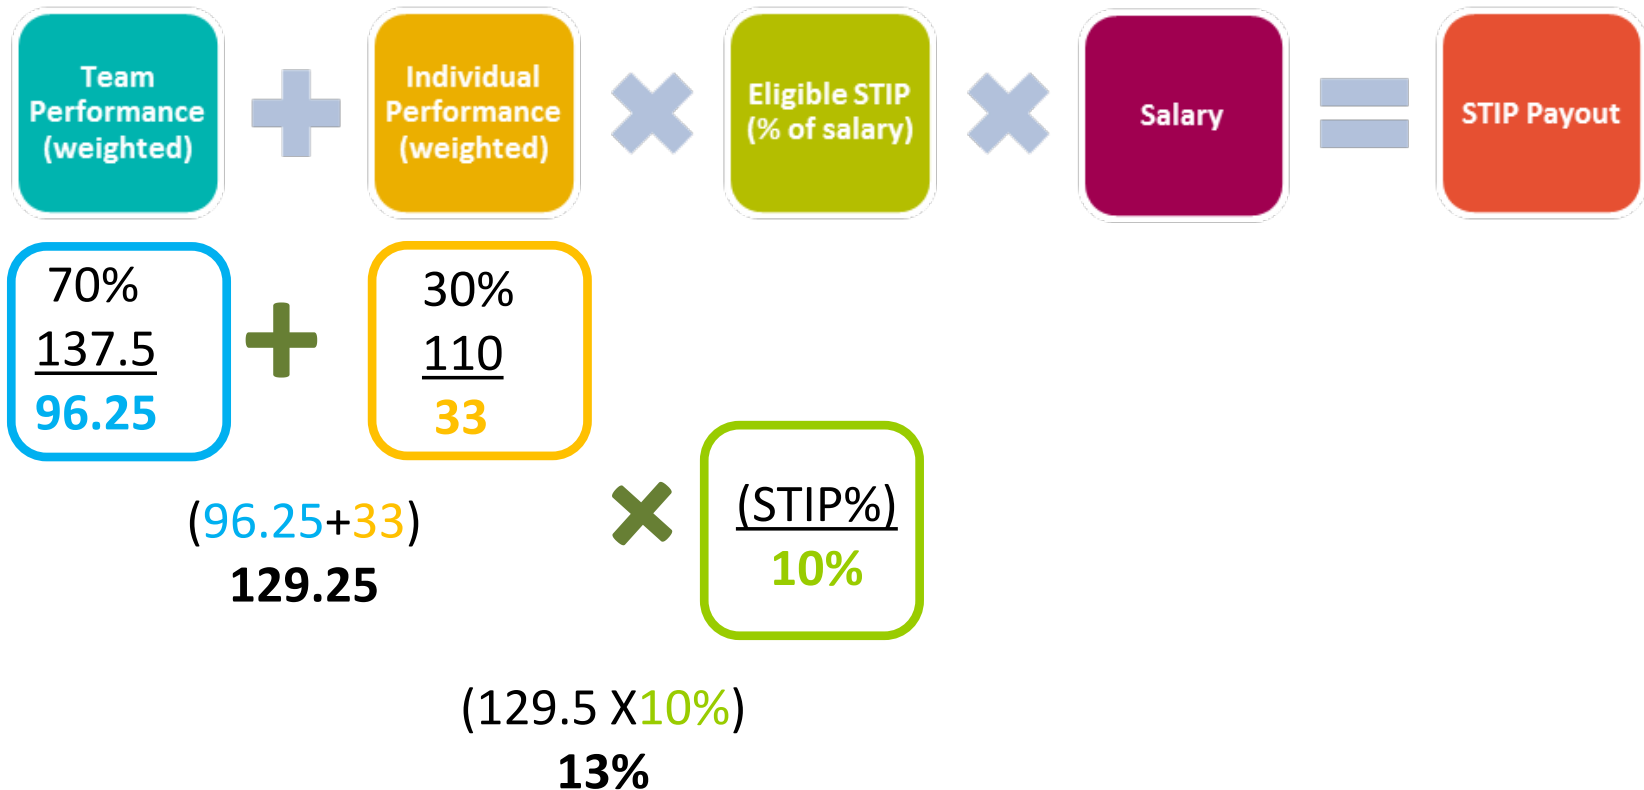 Team
Performance
(weighted)
Individual
Performance
(weighted)
Eligible STIP
(% of salary)
Salary
STIP Payout
70%
137.5
96.25
30%
110
33
(96.25+33)
129.25
(STIP%)
10%
(129.5 X10%)
13%